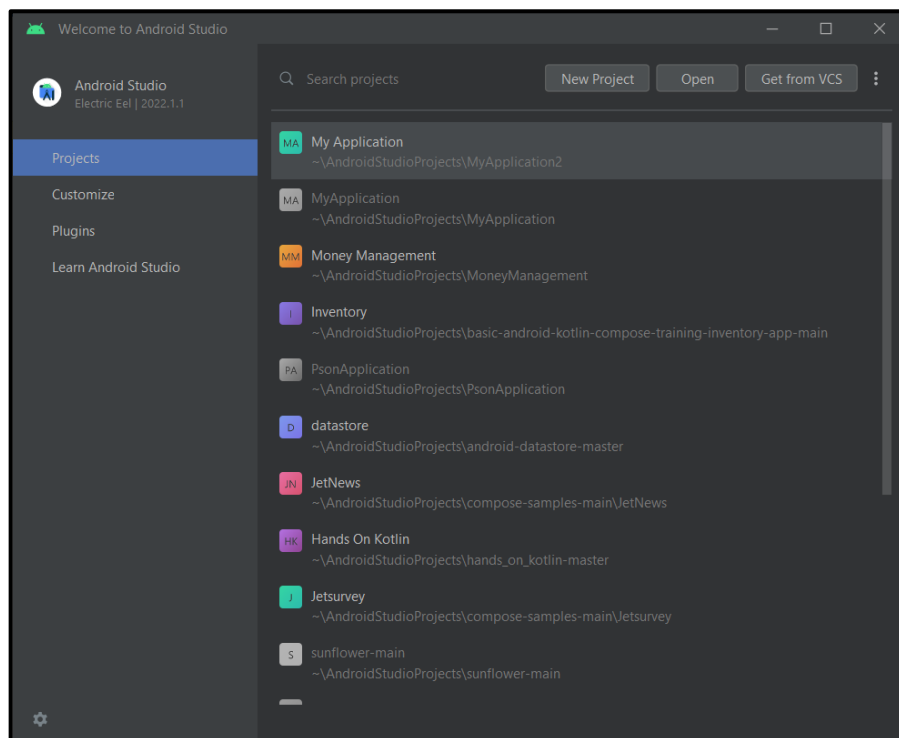 Welcome to Android Studio
Android Studio
Electric Eel | 2022.1.1
Projects
Customize
Plugins
Learn Android Studio
Search projects
New Project
Open
Get from VCS
MA
My Application
~\AndroidStudioProjects\MyApplication2
MA
MyApplication
~\AndroidStudioProjects\MyApplication
MM
Money Management
~\AndroidStudioProjects\MoneyManagement
I
Inventory
~\AndroidStudioProjects\basic-android-kotlin-compose-training-inventory-app-main
PA
PsonApplication
~\AndroidStudioProjects\PsonApplication
D
datastore
~\AndroidStudioProjects\android-datastore-master
JN
JetNews
~\AndroidStudioProjects\compose-samples-main\JetNews
HK
Hands On Kotlin
~\AndroidStudioProjects\hands_on_kotlin-master
J
Jetsurvey
~\AndroidStudioProjects\compose-samples-main\Jetsurvey
S
sunflower-main
~\AndroidStudioProjects\sunflower-main